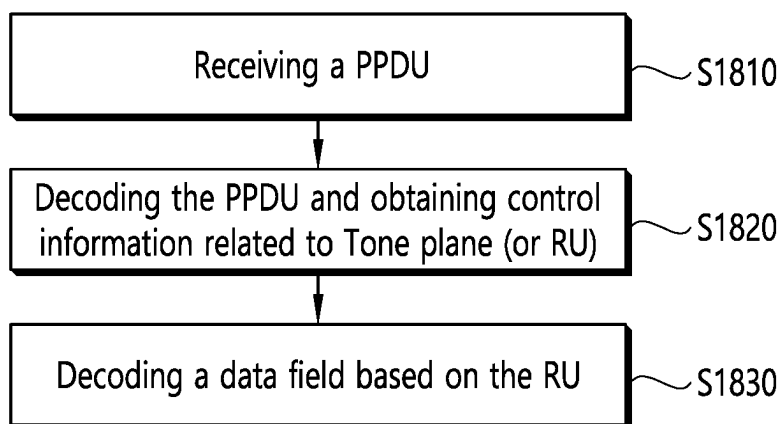 Receiving a PPDU
S1810
Decoding the PPDU and obtaining control
information related to Tone plane (or RU)
S1820
Decoding a data field based on the RU
S1830